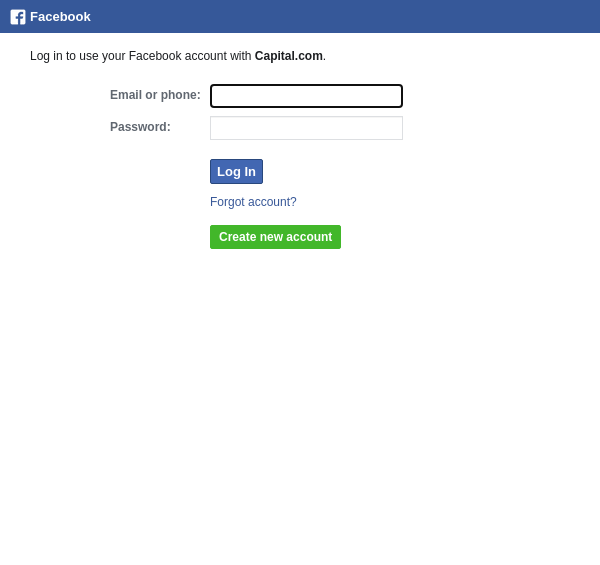 Facebook
Log in to use your Facebook account with Capital.com.
Email or phone:
Password:
Log In
Forgot account?
Create new account